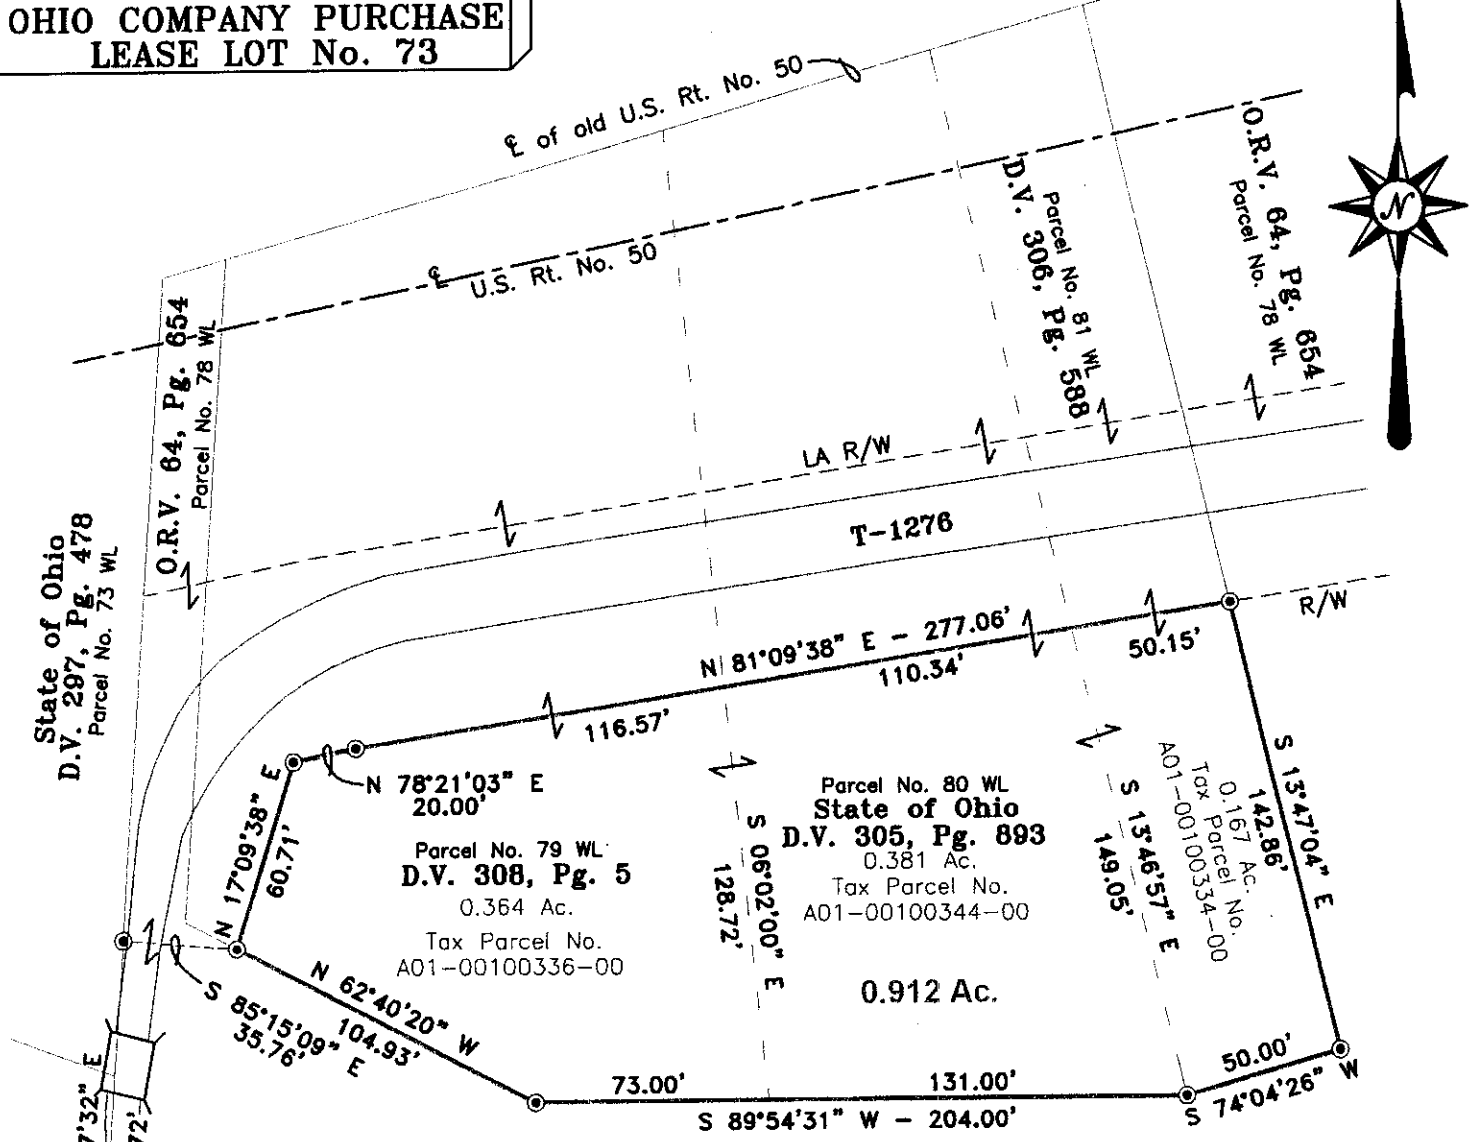 OHIO COMPANY PURCHASE
LEASE LOT No. 73
℄ of old U.S. Rt. No. 50
℄ U.S. Rt. No. 50
O.R.V. 64, Pg. 654
Parcel No. 78 WL
Parcel No. 81 WL
D.V. 306, Pg. 588
O.R.V. 64, Pg. 654
Parcel No. 78 WL
N
State of Ohio
D.V. 297, Pg. 478
Parcel No. 73 WL
LA R/W
T-1276
R/W
N 81°09'38" E - 277.06'
116.57'
110.34'
50.15'
N 78°21'03" E
20.00'
N 17°09'38" E
60.71'
Parcel No. 79 WL
D.V. 308, Pg. 5
0.364 Ac.
Tax Parcel No.
A01-00100336-00
S 06°02'00" E
128.72'
Parcel No. 80 WL
State of Ohio
D.V. 305, Pg. 893
0.381 Ac.
Tax Parcel No.
A01-00100344-00
0.912 Ac.
S 13°46'57" E
149.05'
0.167 Ac.
Tax Parcel No.
A01-00100334-00
S 13°47'04" E
142.86'
N 62°40'20" W
104.93'
S 85°15'09" E
35.76'
73.00'
131.00'
S 89°54'31" W - 204.00'
50.00'
S 74°04'26" W
7'32" E
72'